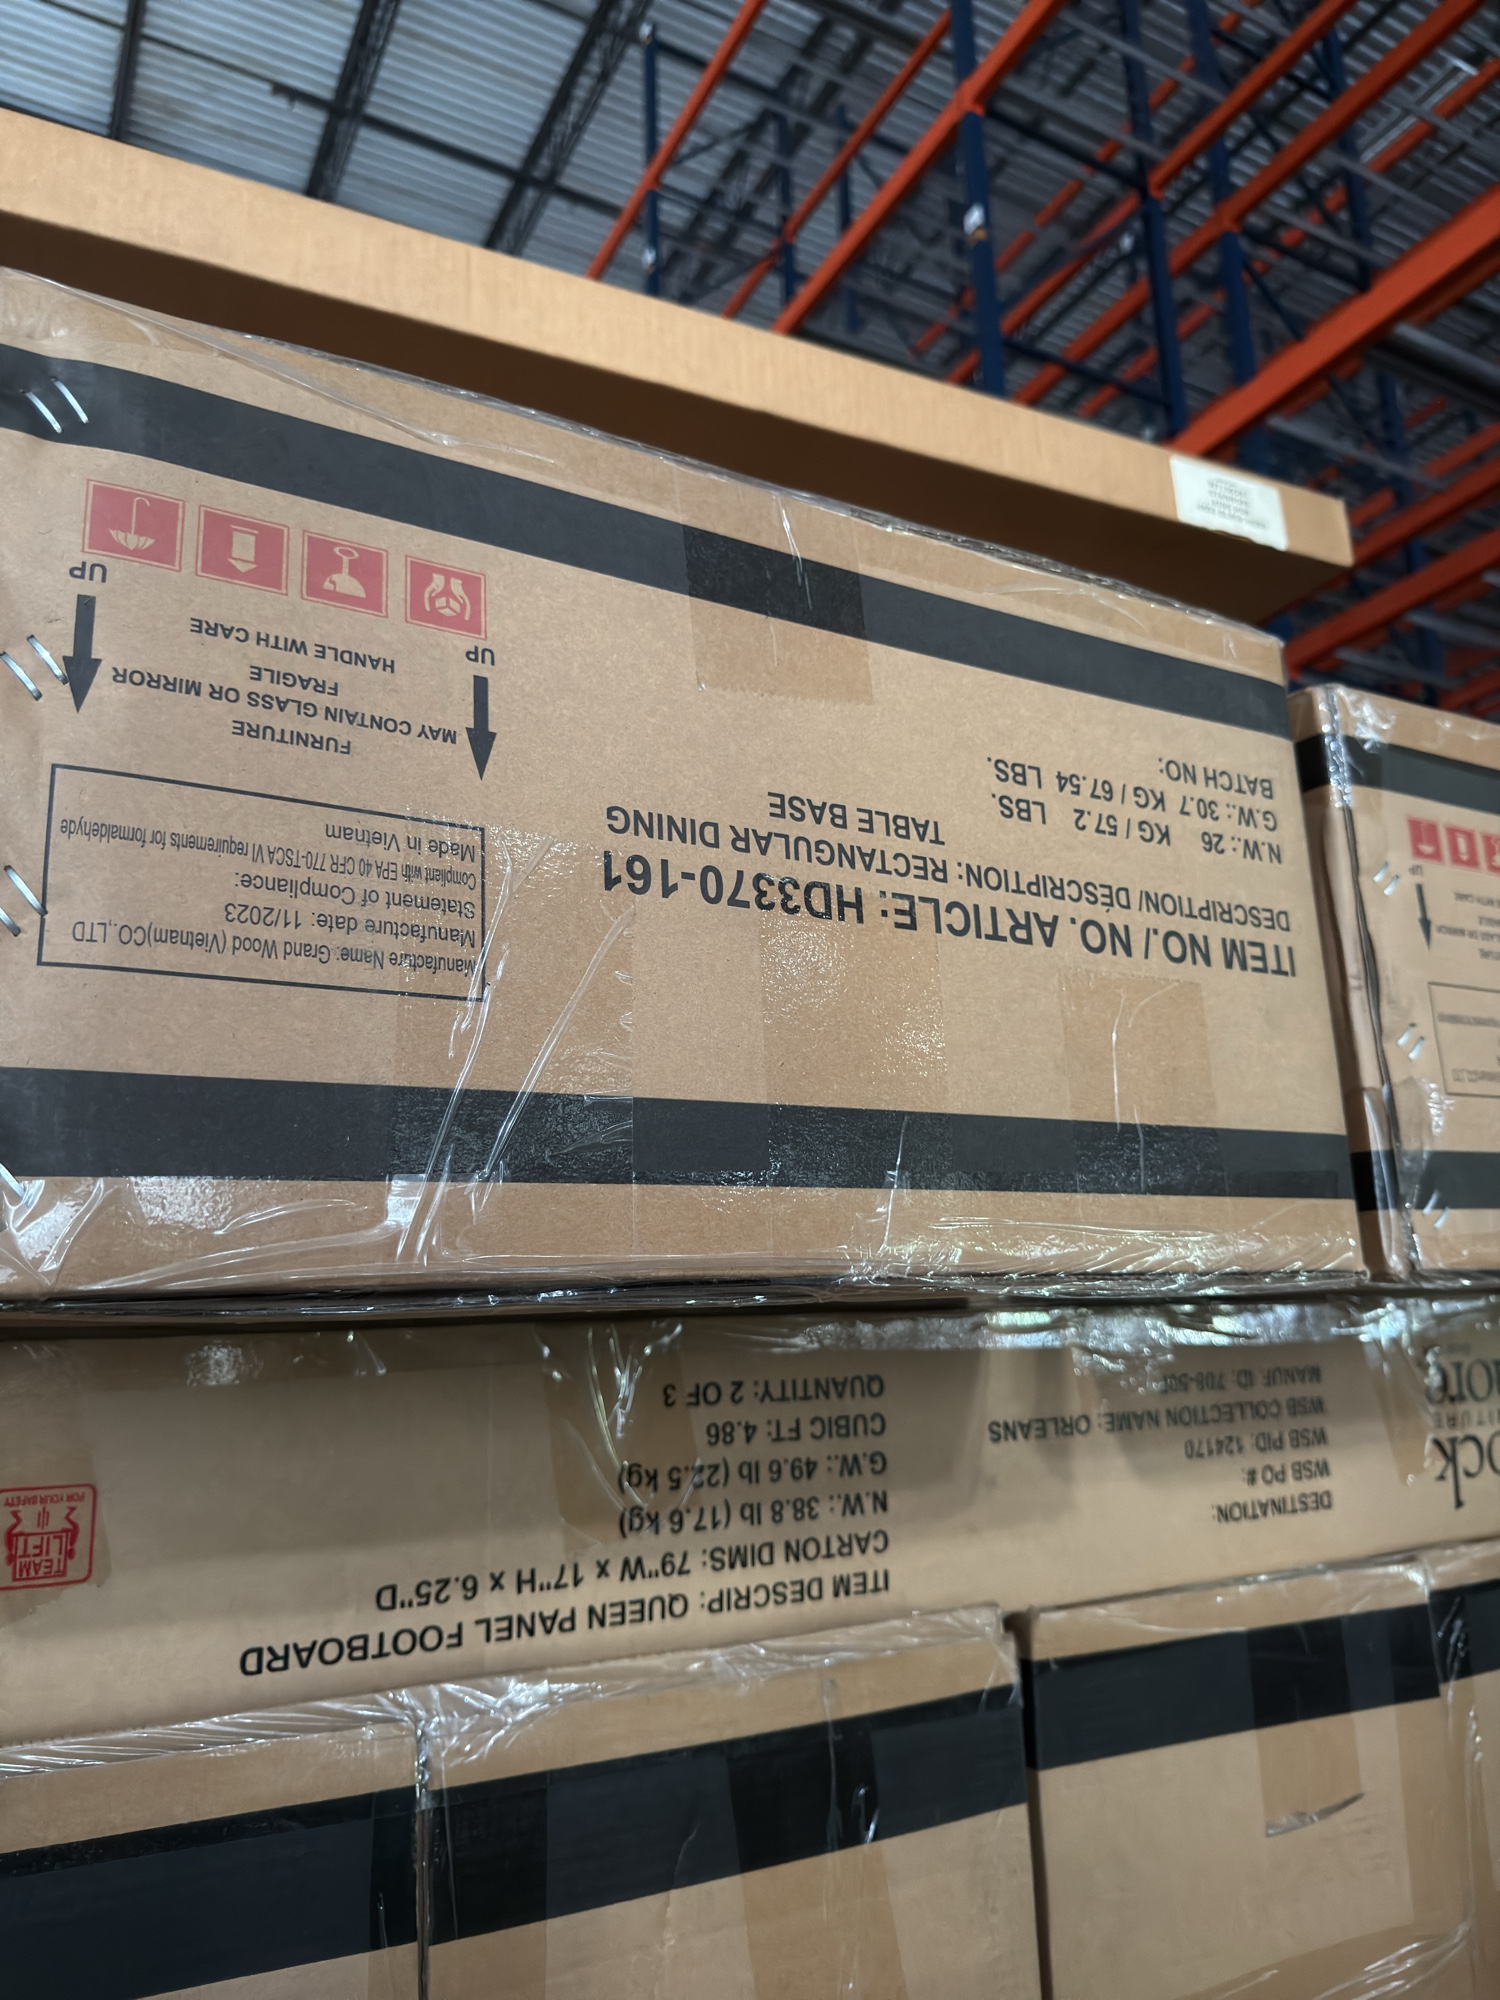 ITEM NO./ NO. ARTICLE: HD3370-161
DESCRIPTION/ DESCRIPTION: RECTANGULAR DINING
TABLE BASE
N.W.: 26 KG / 57.2 LBS.
G.W.: 30.7 KG / 67.54 LBS.
BATCH NO:
Manufacture Name: Grand Wood (Vietnam)CO.,LTD
Manufacture date: 11/2023
Statement of Compliance:
Compliant with EPA 40 CFR 770-TSCA VI requirements for formaldehyde
Made in Vietnam
FURNITURE
MAY CONTAIN GLASS OR MIRROR
FRAGILE
HANDLE WITH CARE
UP
UP
UP
ITEM DESCRIP: QUEEN PANEL FOOTBOARD
CARTON DIMS: 79"W x 17"H x 6.25"D
N.W.: 38.8 lb (17.6 kg)
G.W.: 49.6 lb (22.5 kg)
CUBIC FT: 4.86
QUANTITY: 2 OF 3
DESTINATION:
WSB PO #:
WSB PID: 124170
WSB COLLECTION NAME: ORLEANS
MANUF. ID:
TEAM
LIFT
FOR YOUR SAFETY